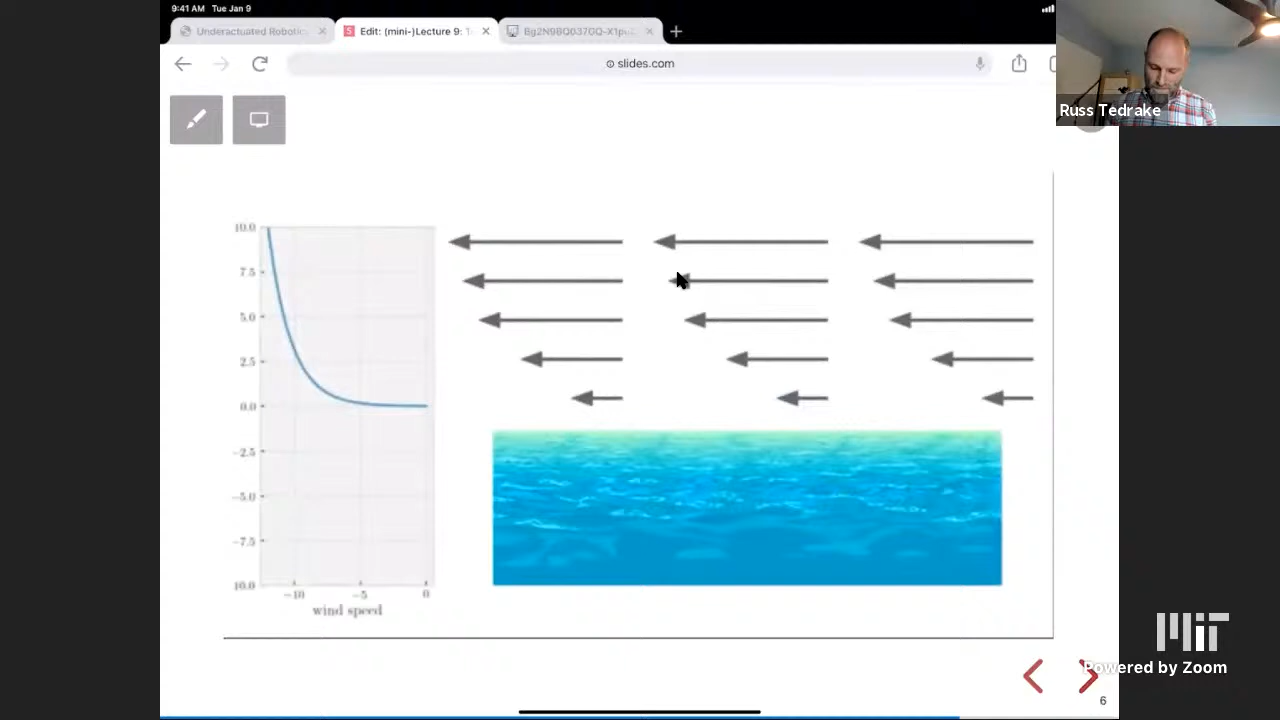 9:41 AM Tue Jan 9
Underactuated Robotic
Edit: (mini-)Lecture 9: T
slides.com
Russ Tedrake
10.0
7.5
5.0
2.5
0.0
−2.5
−5.0
−7.5
10.0
−10 −5 0
wind speed
MIT
Powered by Zoom
6